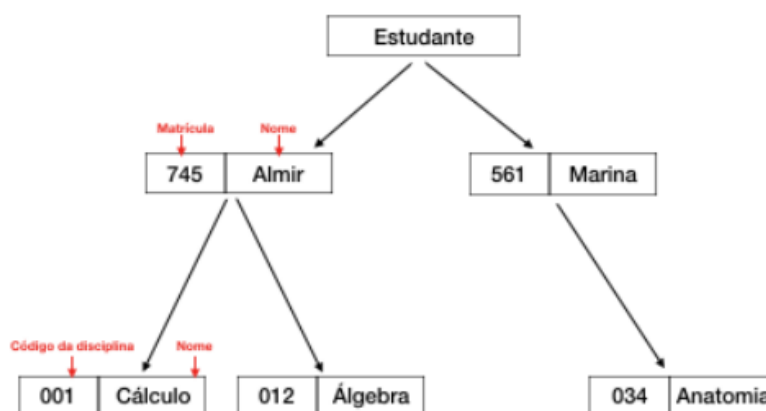 Estudante
Matrícula Nome
745 Almir
561 Marina
Código da disciplina Nome
001 Cálculo
012 Álgebra
034 Anatomia